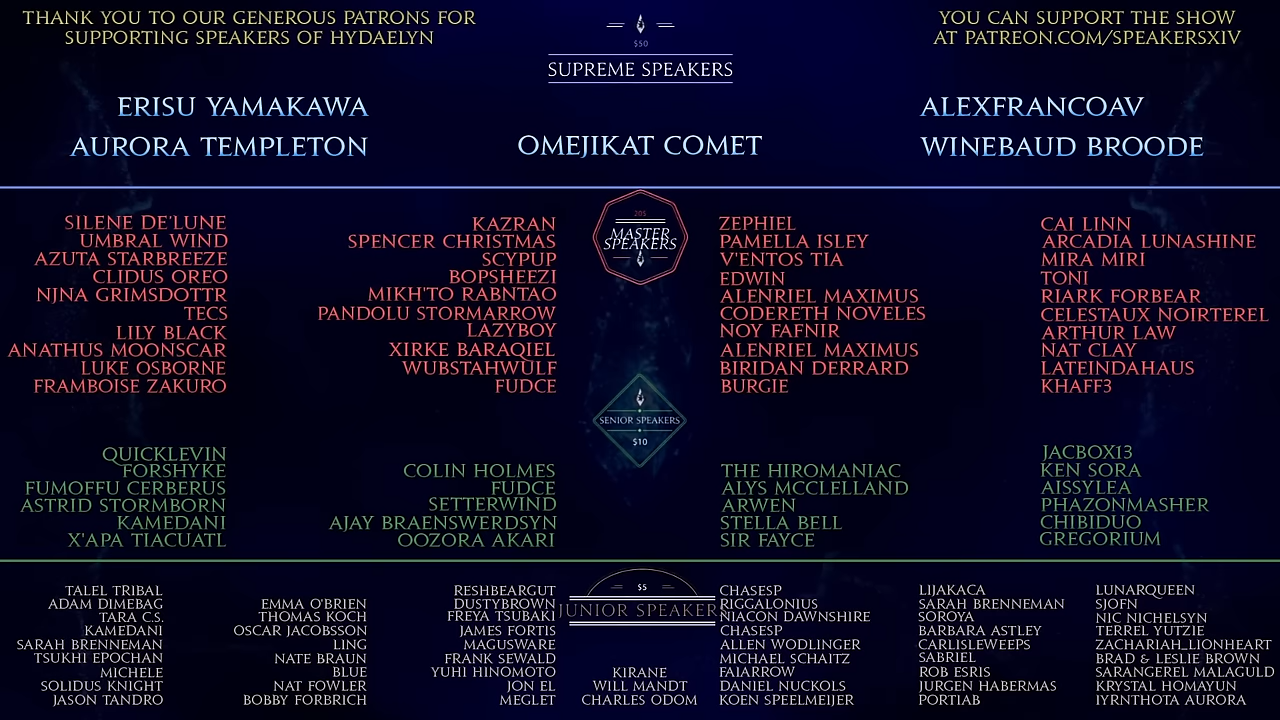 THANK YOU TO OUR GENEROUS PATRONS FOR
SUPPORTING SPEAKERS OF HYDAELYN
YOU CAN SUPPORT THE SHOW
AT PATREON.COM/SPEAKERSXIV
$50
SUPREME SPEAKERS
ERISU YAMAKAWA
AURORA TEMPLETON
OMEJIKAT COMET
ALEXFRANCOAV
WINEBAUD BROODE
20$
MASTER
SPEAKERS
SILENE DE'LUNE
UMBRAL WIND
AZUTA STARBREEZE
CLIDUS OREO
NJNA GRIMSDOTTR
TECS
LILY BLACK
ANATHUS MOONSCAR
LUKE OSBORNE
FRAMBOISE ZAKURO
KAZRAN
SPENCER CHRISTMAS
SCYPUP
BOPSHEEZI
MIKH'TO RABNTAO
PANDOLU STORMARROW
LAZYBOY
XIRKE BARAQIEL
WUBSTAHWULF
FUDCE
ZEPHIEL
PAMELLA ISLEY
V'ENTOS TIA
EDWIN
ALENRIEL MAXIMUS
CODERETH NOVELES
NOY FAFNIR
ALENRIEL MAXIMUS
BIRIDAN DERRARD
BURGIE
CAI LINN
ARCADIA LUNASHINE
MIRA MIRI
TONI
RIARK FORBEAR
CELESTAUX NOIRTEREL
ARTHUR LAW
NAT CLAY
LATEINDAHAUS
KHAFF3
SENIOR SPEAKERS
$10
QUICKLEVIN
FORSHYKE
FUMOFFU CERBERUS
ASTRID STORMBORN
KAMEDANI
X'APA TIACUATL
COLIN HOLMES
FUDCE
SETTERWIND
AJAY BRAENSWERDSYN
OOZORA AKARI
THE HIROMANIAC
ALYS MCCLELLAND
ARWEN
STELLA BELL
SIR FAYCE
JACBOX13
KEN SORA
AISSYLEA
PHAZONMASHER
CHIBIDUO
GREGORIUM
$5
JUNIOR SPEAKER
TALEL TRIBAL
ADAM DIMEBAG
TARA C.S.
KAMEDANI
SARAH BRENNEMAN
TSUKHI EPOCHAN
MICHELE
SOLIDUS KNIGHT
JASON TANDRO
EMMA O'BRIEN
THOMAS KOCH
OSCAR JACOBSSON
LING
NATE BRAUN
BLUE
NAT FOWLER
BOBBY FORBRICH
RESHBEARGUT
DUSTYBROWN
FREYA TSUBAKI
JAMES FORTIS
MAGUSWARE
FRANK SEWALD
YUHI HINOMOTO
JON EL
MEGLET
KIRANE
WILL MANDT
CHARLES ODOM
CHASESP
RIGGALONIUS
NIACON DAWNSHIRE
CHASESP
ALLEN WODLINGER
MICHAEL SCHAITZ
FAIARROW
DANIEL NUCKOLS
KOEN SPEELMEIJER
LIJAKACA
SARAH BRENNEMAN
SOROYA
BARBARA ASTLEY
CARLISLEWEEPS
SABRIEL
ROB ESRIS
JURGEN HABERMAS
PORTIAB
LUNARQUEEN
SJOFN
NIC NICHELSYN
TERREL YUTZIE
ZACHARIAH_LIONHEART
BRAD & LESLIE BROWN
SARANGEREL MALAGULD
KRYSTAL HOMAYUN
IYRNTHOTA AURORA